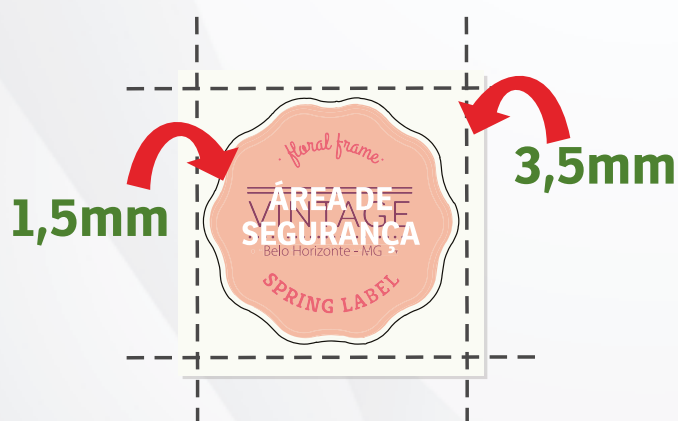 floral frame
ÁREA DE
VINTAGE
SEGURANÇA
Belo Horizonte - MG
SPRING LABEL
1,5mm
3,5mm